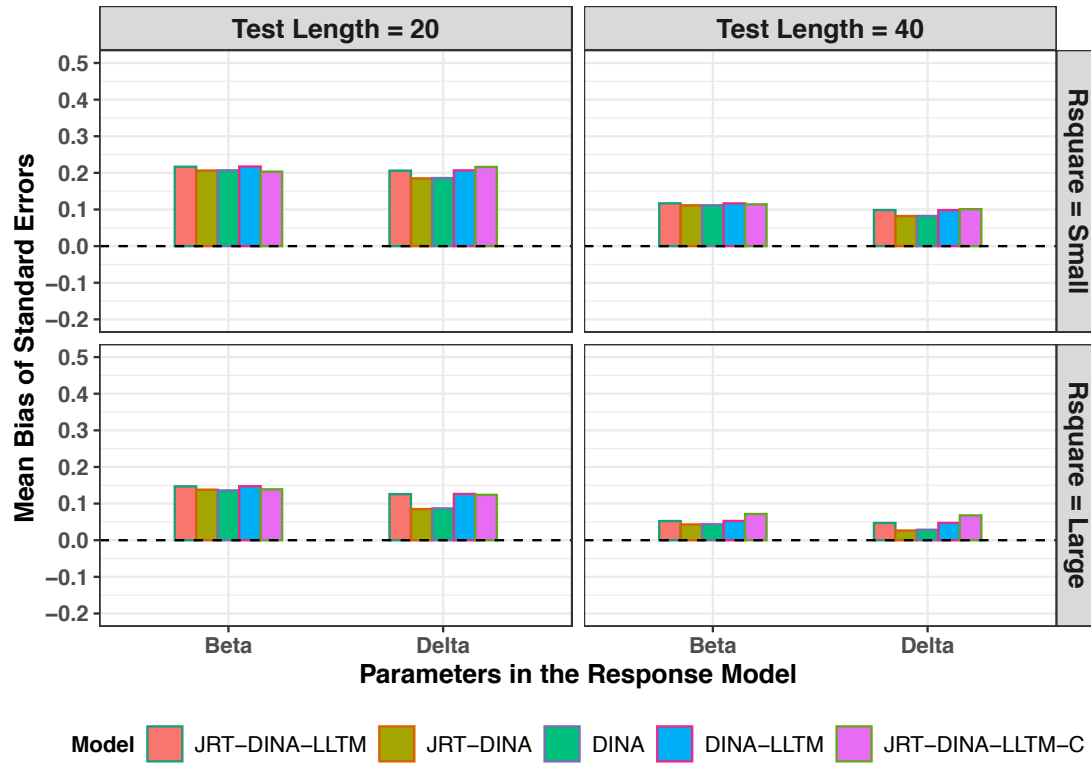 Test Length = 20
Test Length = 40
Mean Bias of Standard Errors
0.5
0.4
0.3
0.2
0.1
0.0
−0.1
−0.2
Rsquare = Small
0.5
0.4
0.3
0.2
0.1
0.0
−0.1
−0.2
Rsquare = Large
Beta Delta Beta Delta
Parameters in the Response Model
Model JRT−DINA−LLTM JRT−DINA DINA DINA−LLTM JRT−DINA−LLTM−C